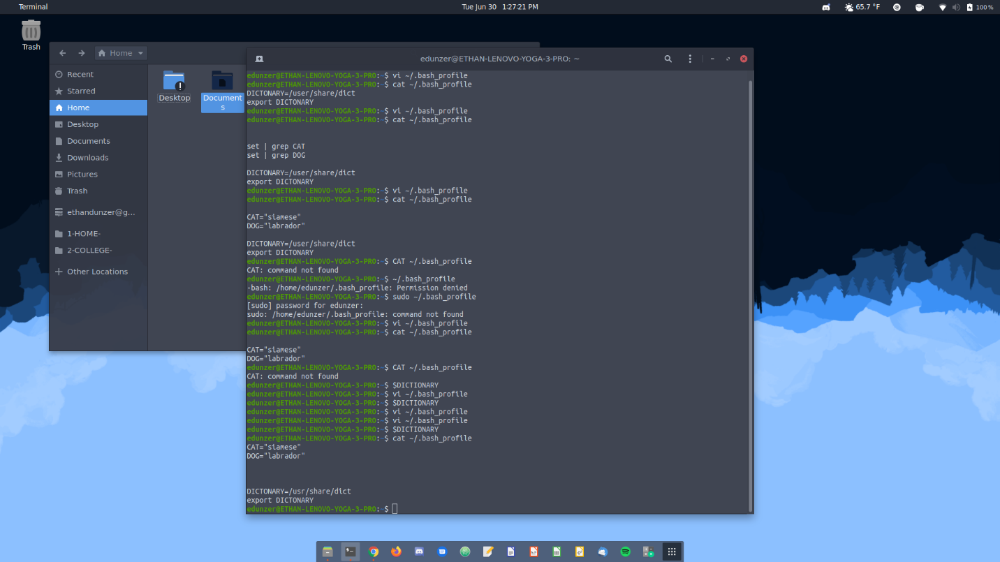 Terminal
Tue Jun 30 1:27:21 PM
65.7 °F
100 %
Trash
Home
Recent
Starred
Home
Desktop
Documents
Downloads
Pictures
Trash
ethandunzer@g...
1-HOME-
2-COLLEGE-
Other Locations
Desktop
Document
s
edunzer@ETHAN-LENOVO-YOGA-3-PRO: ~
edunzer@ETHAN-LENOVO-YOGA-3-PRO:~$ vi ~/.bash_profile
edunzer@ETHAN-LENOVO-YOGA-3-PRO:~$ cat ~/.bash_profile
DICTONARY=/user/share/dict
export DICTONARY
edunzer@ETHAN-LENOVO-YOGA-3-PRO:~$ vi ~/.bash_profile
edunzer@ETHAN-LENOVO-YOGA-3-PRO:~$ cat ~/.bash_profile
set | grep CAT
set | grep DOG
DICTONARY=/user/share/dict
export DICTONARY
edunzer@ETHAN-LENOVO-YOGA-3-PRO:~$ vi ~/.bash_profile
edunzer@ETHAN-LENOVO-YOGA-3-PRO:~$ cat ~/.bash_profile
CAT="siamese"
DOG="labrador"
DICTONARY=/user/share/dict
export DICTONARY
edunzer@ETHAN-LENOVO-YOGA-3-PRO:~$ CAT ~/.bash_profile
CAT: command not found
edunzer@ETHAN-LENOVO-YOGA-3-PRO:~$ ~/.bash_profile
-bash: /home/edunzer/.bash_profile: Permission denied
edunzer@ETHAN-LENOVO-YOGA-3-PRO:~$ sudo ~/.bash_profile
[sudo] password for edunzer:
sudo: /home/edunzer/.bash_profile: command not found
edunzer@ETHAN-LENOVO-YOGA-3-PRO:~$ vi ~/.bash_profile
edunzer@ETHAN-LENOVO-YOGA-3-PRO:~$ cat ~/.bash_profile
CAT="siamese"
DOG="labrador"
edunzer@ETHAN-LENOVO-YOGA-3-PRO:~$ CAT ~/.bash_profile
CAT: command not found
edunzer@ETHAN-LENOVO-YOGA-3-PRO:~$ $DICTIONARY
edunzer@ETHAN-LENOVO-YOGA-3-PRO:~$ vi ~/.bash_profile
edunzer@ETHAN-LENOVO-YOGA-3-PRO:~$ $DICTIONARY
edunzer@ETHAN-LENOVO-YOGA-3-PRO:~$ vi ~/.bash_profile
edunzer@ETHAN-LENOVO-YOGA-3-PRO:~$ vi ~/.bash_profile
edunzer@ETHAN-LENOVO-YOGA-3-PRO:~$ $DICTIONARY
edunzer@ETHAN-LENOVO-YOGA-3-PRO:~$ cat ~/.bash_profile
CAT="siamese"
DOG="labrador"
DICTONARY=/usr/share/dict
export DICTONARY
edunzer@ETHAN-LENOVO-YOGA-3-PRO:~$